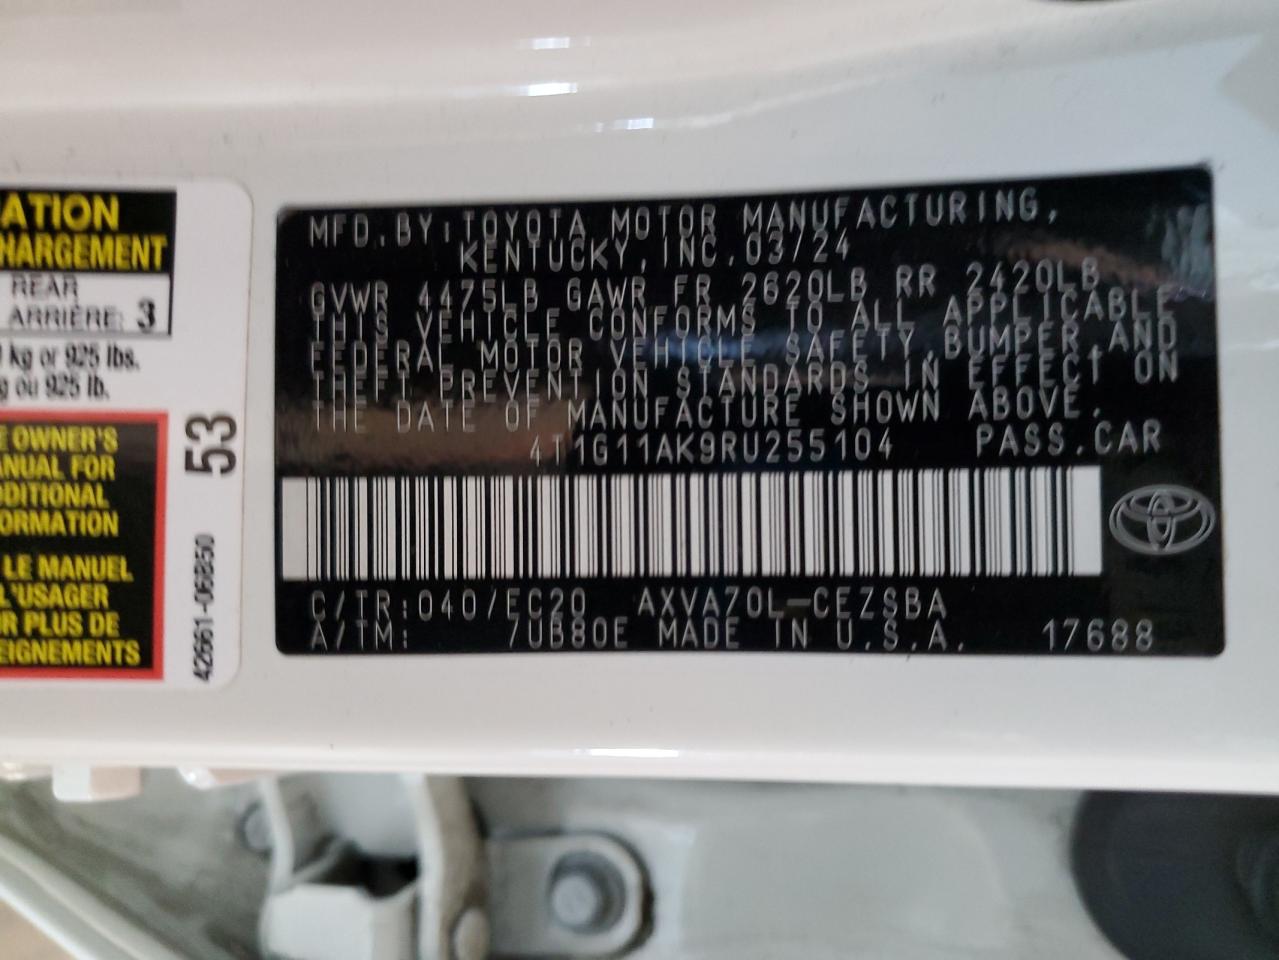 ATION
HARGEMENT
REAR
ARRIÈRE: 3
kg or 925 lbs.
ou 925 lb.
OWNER'S
ANUAL FOR
DDITIONAL
FORMATION
LE MANUEL
L'USAGER
R PLUS DE
EIGNEMENTS
53
42661-06B50
MFD. BY: TOYOTA MOTOR MANUFACTURING,
KENTUCKY, INC. 03/24
GVWR 4475LB GAWR FR 2620LB RR 2420LB
THIS VEHICLE CONFORMS TO ALL APPLICABLE
FEDERAL MOTOR VEHICLE SAFETY, BUMPER, AND
THEFT PREVENTION STANDARDS IN EFFECT ON
THE DATE OF MANUFACTURE SHOWN ABOVE.
4T1G11AK9RU255104 PASS. CAR
C/TR: 040/EC20 AXVA70L-CEZSBA
A/TM: /UB80E MADE IN U.S.A. 17688